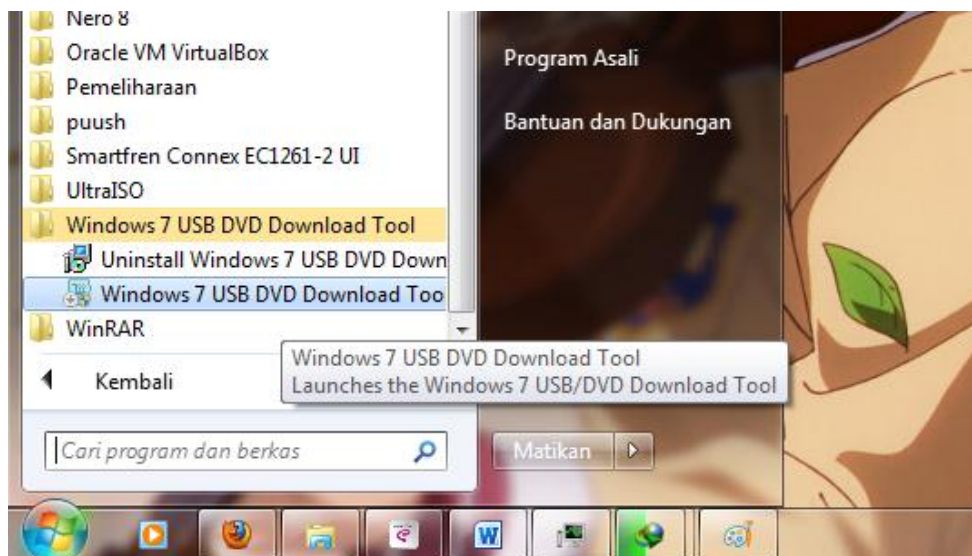 Nero 8
Oracle VM VirtualBox
Pemeliharaan
puush
Smartfren Connex EC1261-2 UI
UltraISO
Windows 7 USB DVD Download Tool
Uninstall Windows 7 USB DVD Down
Windows 7 USB DVD Download Too
WinRAR
Kembali
Cari program dan berkas
Program Asali
Bantuan dan Dukungan
Windows 7 USB DVD Download Tool
Launches the Windows 7 USB/DVD Download Tool
Matikan